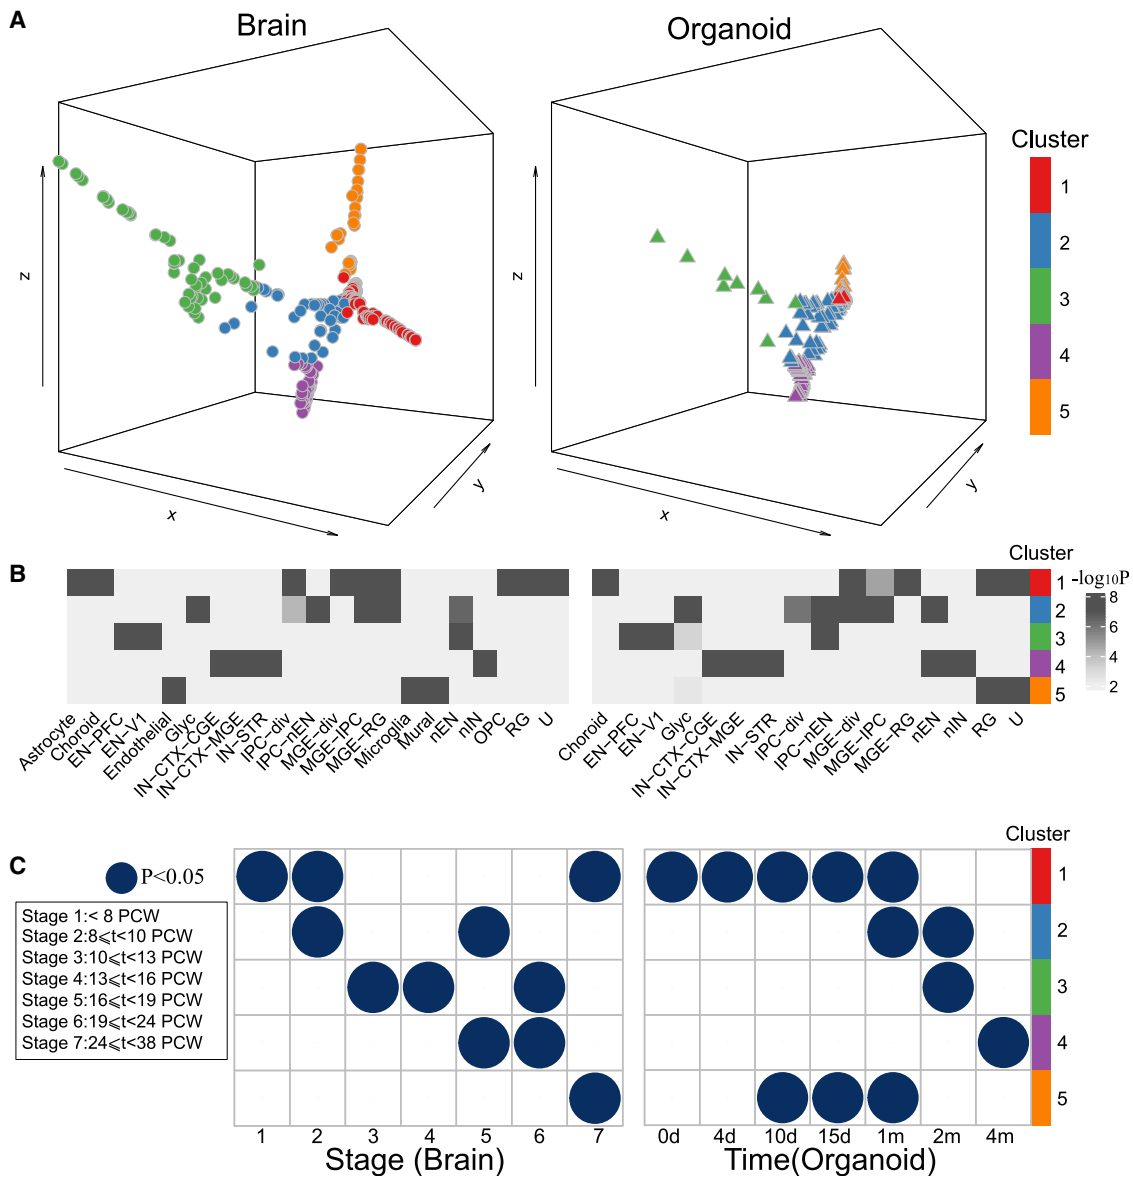 A
Brain
Organoid
z
x
y
z
x
y
Cluster
1
2
3
4
5
B
Cluster
1
2
3
4
5
-log10P
8
6
4
2
Astrocyte
Choroid
EN−PFC
EN−V1
Endothelial
Glyc
IN−CTX−CGE
IN−CTX−MGE
IN−STR
IPC−div
IPC−nEN
MGE−div
MGE−IPC
MGE−RG
Microglia
Mural
nEN
nIN
OPC
RG
U
Choroid
EN−PFC
EN−V1
Glyc
IN−CTX−CGE
IN−CTX−MGE
IN−STR
IPC−div
IPC−nEN
MGE−div
MGE−IPC
MGE−RG
nEN
nIN
RG
U
C
P<0.05
Stage 1:< 8 PCW
Stage 2:8⩽t<10 PCW
Stage 3:10⩽t<13 PCW
Stage 4:13⩽t<16 PCW
Stage 5:16⩽t<19 PCW
Stage 6:19⩽t<24 PCW
Stage 7:24⩽t<38 PCW
Cluster
1
2
3
4
5
1 2 3 4 5 6 7
Stage (Brain)
0d 4d 10d 15d 1m 2m 4m
Time(Organoid)